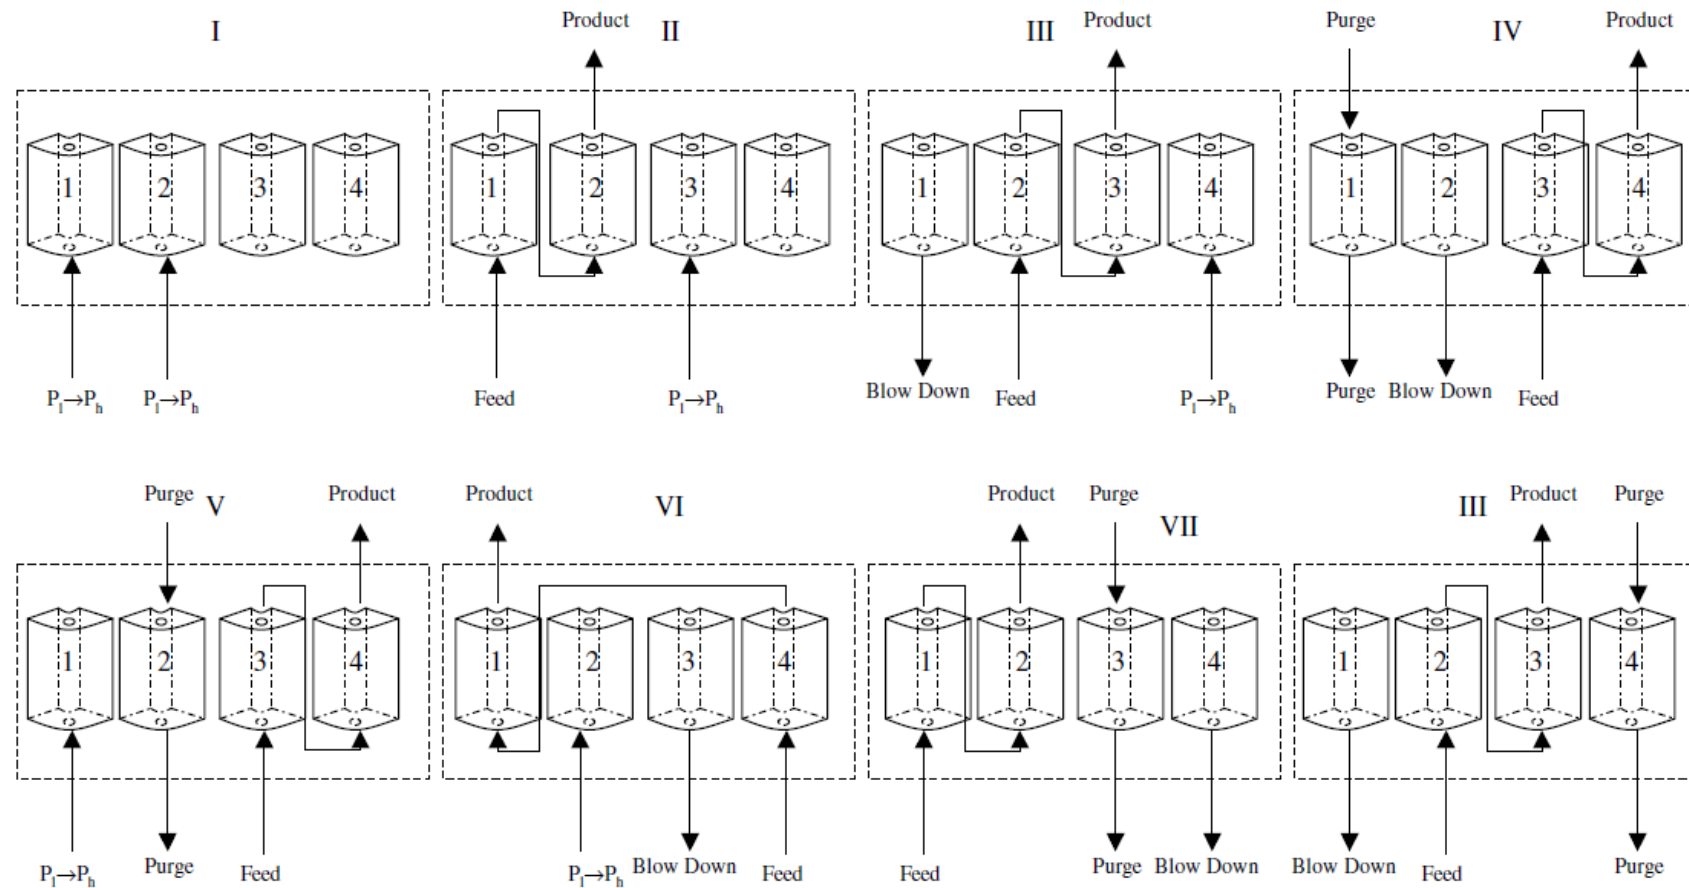 I
II
III
IV
Product
Product
Purge
Product
1
2
3
4
1
2
3
4
1
2
3
4
1
2
3
4
P_l→P_h
P_l→P_h
Feed
P_l→P_h
Blow Down
Feed
P_l→P_h
Purge
Blow Down
Feed
Purge
V
Product
Product
VI
Product
Purge
VII
III
Product
Purge
1
2
3
4
1
2
3
4
1
2
3
4
1
2
3
4
P_l→P_h
Purge
Feed
P_l→P_h
Blow Down
Feed
Feed
Purge
Blow Down
Blow Down
Feed
Purge